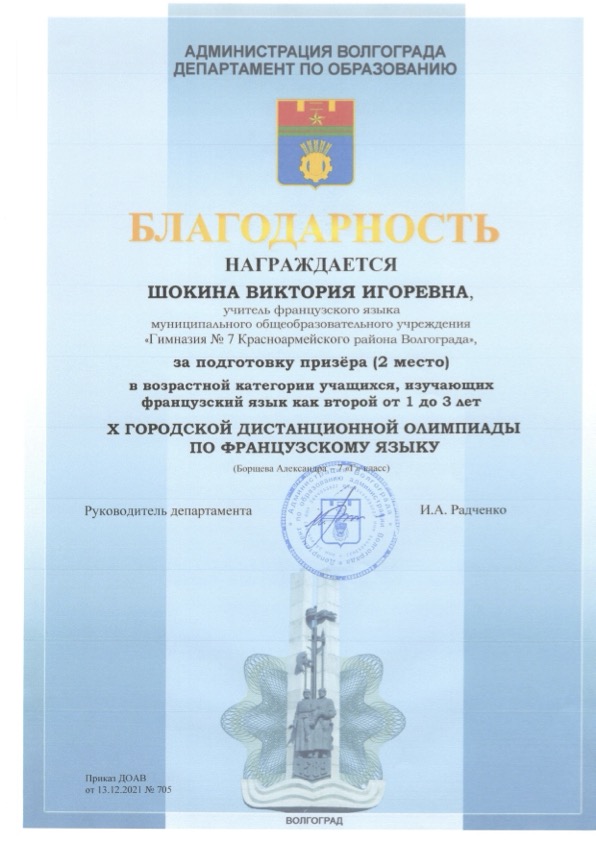 АДМИНИСТРАЦИЯ ВОЛГОГРАДА
ДЕПАРТАМЕНТ ПО ОБРАЗОВАНИЮ
БЛАГОДАРНОСТЬ
НАГРАЖДАЕТСЯ
ШОКИНА ВИКТОРИЯ ИГОРЕВНА,
учитель французского языка
муниципального общеобразовательного учреждения
«Гимназия № 7 Красноармейского района Волгограда»,
за подготовку призёра (2 место)
в возрастной категории учащихся, изучающих
французский язык как второй от 1 до 3 лет
X ГОРОДСКОЙ ДИСТАНЦИОННОЙ ОЛИМПИАДЫ
ПО ФРАНЦУЗСКОМУ ЯЗЫКУ
(Борщева Александра – 7 класс)
Руководитель департамента
И.А. Радченко
Приказ ДОАВ
от 13.12.2021 № 705
ВОЛГОГРАД